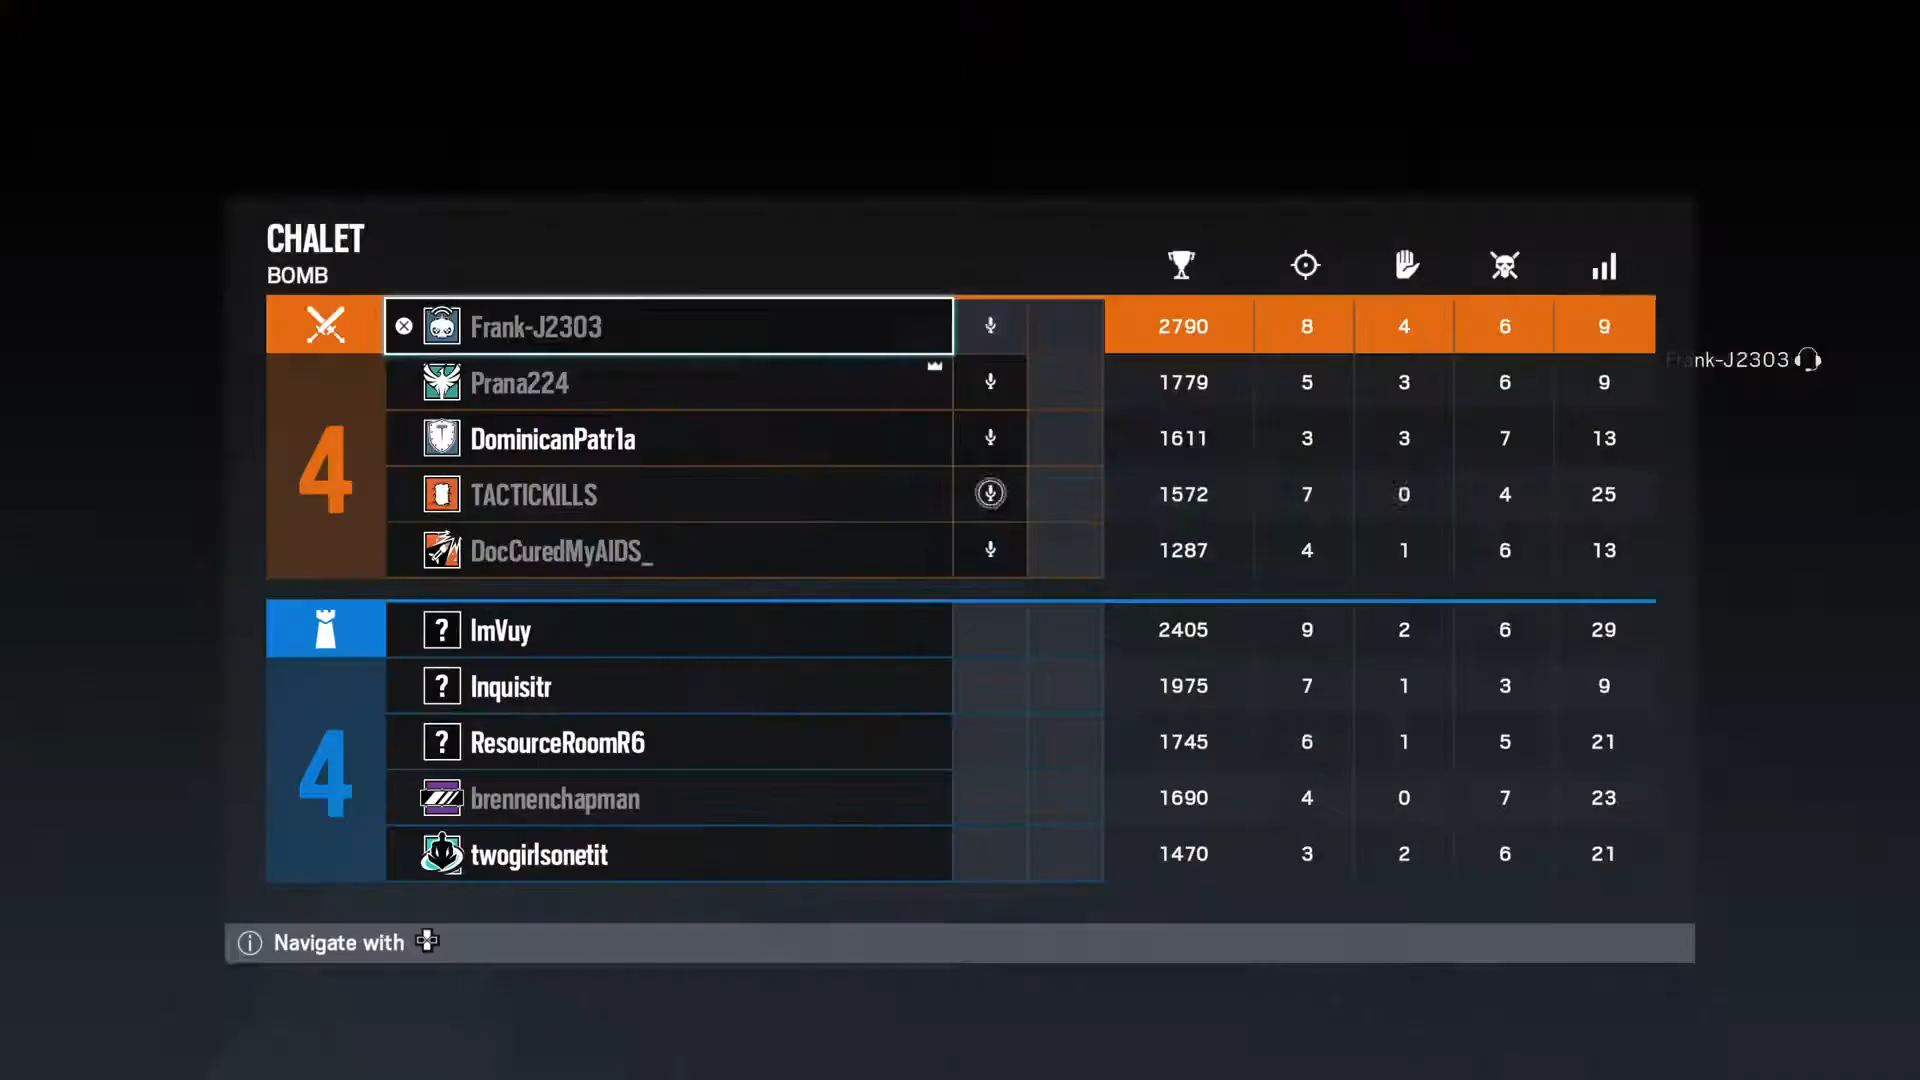 CHALET
BOMB
Frank-J2303 2790 8 4 6 9
Frank-J2303
4
Prana224 1779 5 3 6 9
DominicanPatr1a 1611 3 3 7 13
TACTICKILLS 1572 7 0 4 25
DocCuredMyAIDS_ 1287 4 1 6 13
4
? ImVuy 2405 9 2 6 29
? Inquisitr 1975 7 1 3 9
? ResourceRoomR6 1745 6 1 5 21
brennenchapman 1690 4 0 7 23
twogirlsonetit 1470 3 2 6 21
Navigate with